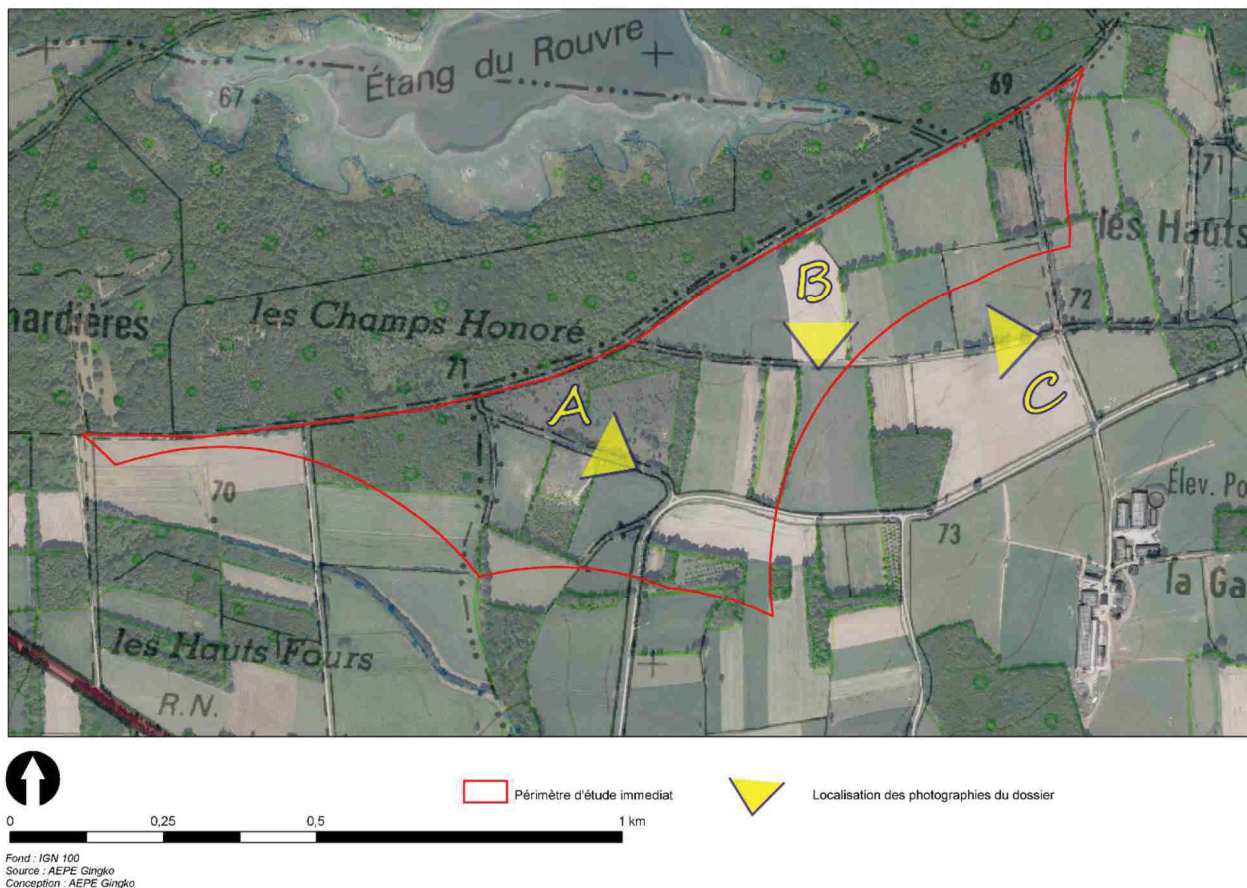 Étang du Rouvre
67
69
71
les Hauts
B
72
nardières
les Champs Honoré
71
A
C
70
Élev. Po
73
la Ga
les Hauts Fours
R.N.
Périmètre d'étude immediat
Localisation des photographies du dossier
0
0,25
0,5
1 km
Fond : IGN 100
Source : AEPE Gingko
Conception : AEPE Gingko